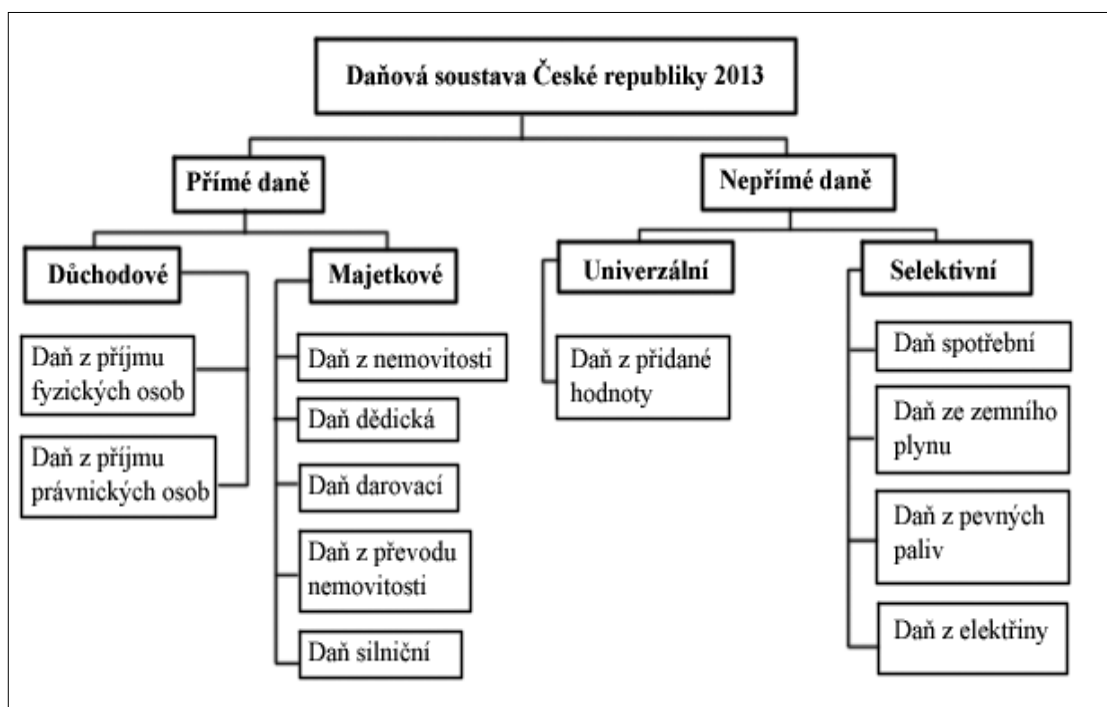 Daňová soustava České republiky 2013
Přímé daně
Nepřímé daně
Důchodové
Majetkové
Univerzální
Selektivní
Daň z příjmu
fyzických osob
Daň z příjmu
právnických osob
Daň z nemovitosti
Daň dědická
Daň darovací
Daň z převodu
nemovitosti
Daň silniční
Daň z přidané
hodnoty
Daň spotřební
Daň ze zemního
plynu
Daň z pevných
paliv
Daň z elektřiny